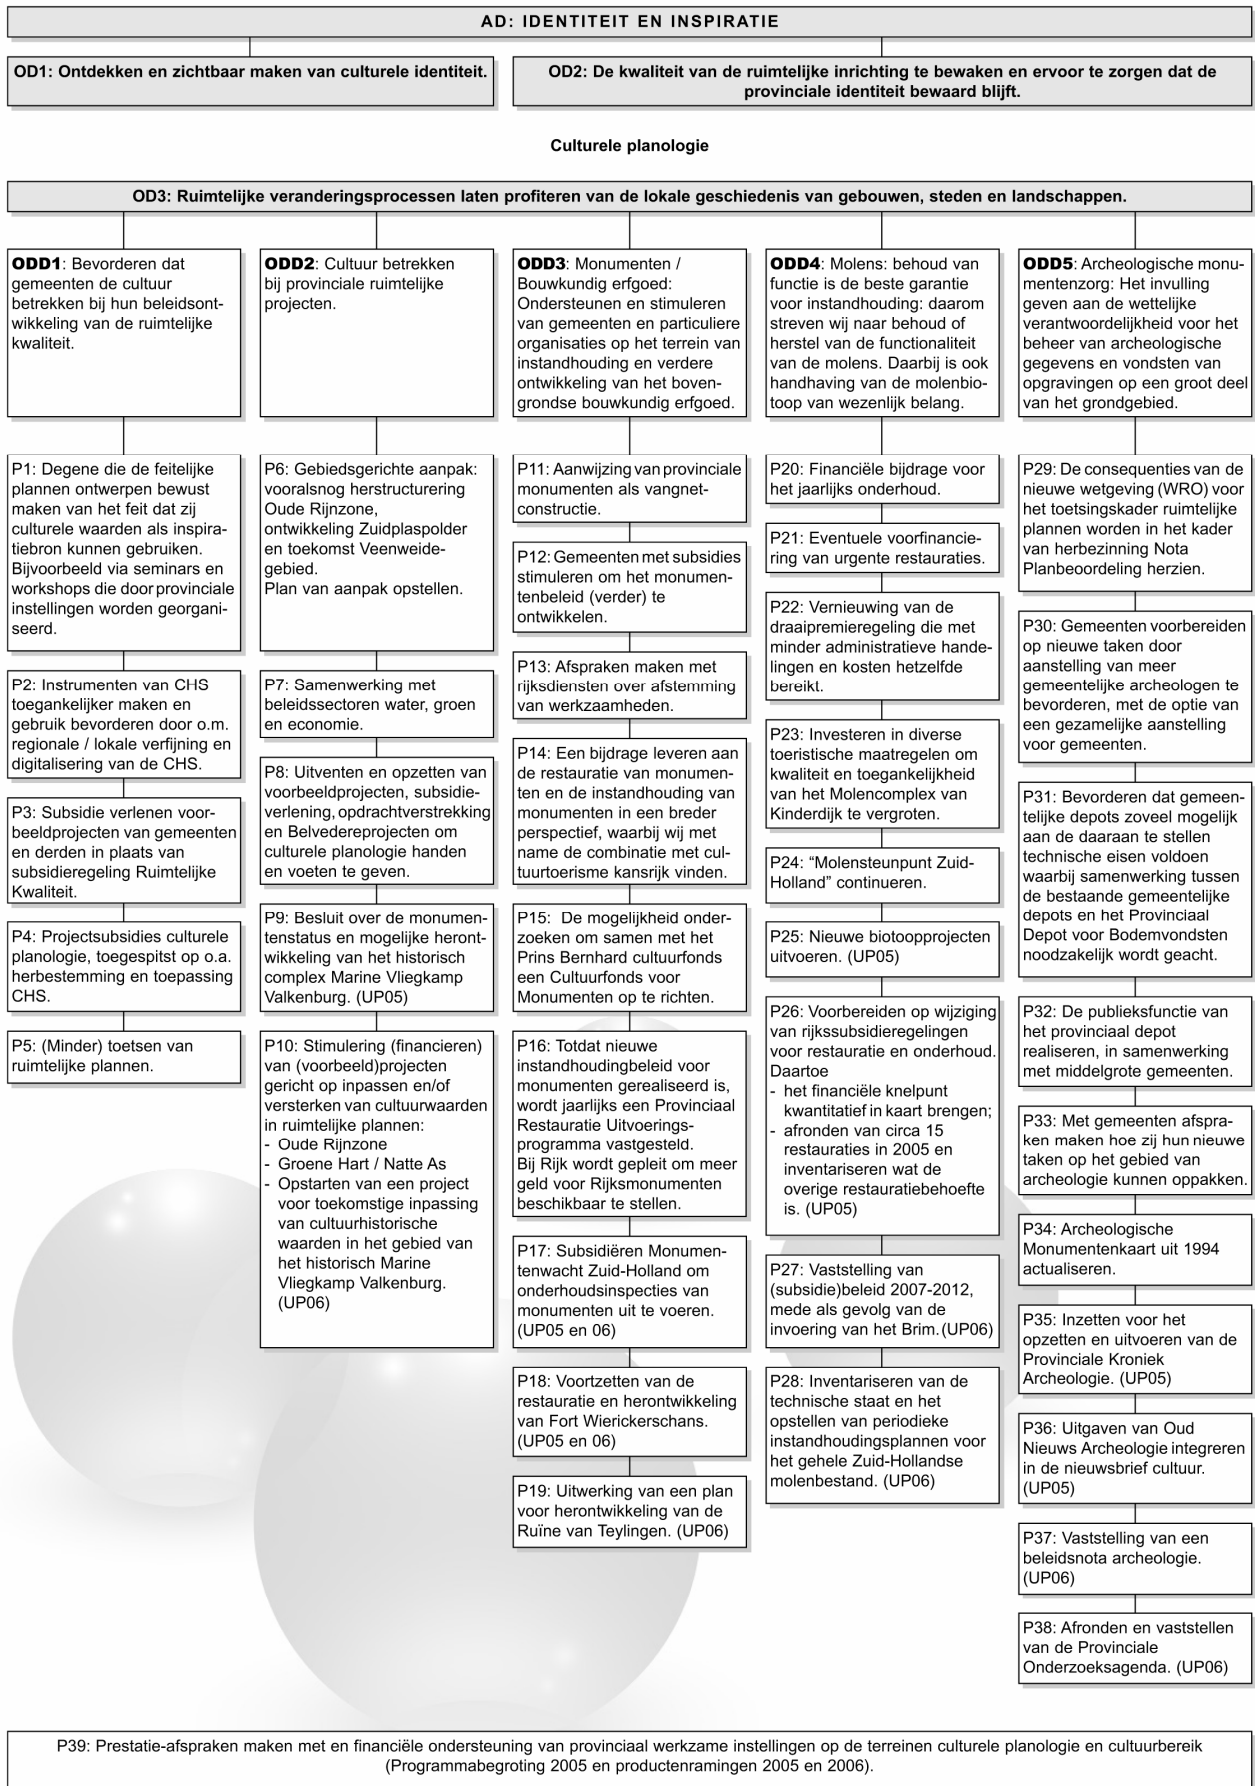 AD: IDENTITEIT EN INSPIRATIE
OD1: Ontdekken en zichtbaar maken van culturele identiteit.
OD2: De kwaliteit van de ruimtelijke inrichting te bewaken en ervoor te zorgen dat de
provinciale identiteit bewaard blijft.
Culturele planologie
OD3: Ruimtelijke veranderingsprocessen laten profiteren van de lokale geschiedenis van gebouwen, steden en landschappen.
ODD1: Bevorderen dat
gemeenten de cultuur
betrekken bij hun beleidsont-
wikkeling van de ruimtelijke
kwaliteit.
P1: Degene die de feitelijke
plannen ontwerpen bewust
maken van het feit dat zij
culturele waarden als inspira-
tiebron kunnen gebruiken.
Bijvoorbeeld via seminars en
workshops die door provinciale
instellingen worden georgani-
seerd.
P2: Instrumenten van CHS
toegankelijker maken en
gebruik bevorderen door o.m.
regionale / lokale verfijning en
digitalisering van de CHS.
P3: Subsidie verlenen voor-
beeldprojecten van gemeenten
en derden in plaats van
subsidieregeling Ruimtelijke
Kwaliteit.
P4: Projectsubsidies culturele
planologie, toegespitst op o.a.
herbestemming en toepassing
CHS.
P5: (Minder) toetsen van
ruimtelijke plannen.
ODD2: Cultuur betrekken
bij provinciale ruimtelijke
projecten.
P6: Gebiedsgerichte aanpak:
vooralsnog herstructurering
Oude Rijnzone,
ontwikkeling Zuidplaspolder
en toekomst Veenweide-
gebied.
Plan van aanpak opstellen.
P7: Samenwerking met
beleidssectoren water, groen
en economie.
P8: Uitventen en opzetten van
voorbeeldprojecten, subsidie-
verlening, opdrachtverstrekking
en Belvedereprojecten om
culturele planologie handen
en voeten te geven.
P9: Besluit over de monumen-
tenstatus en mogelijke heront-
wikkeling van het historisch
complex Marine Vliegkamp
Valkenburg. (UP05)
P10: Stimulering (financieren)
van (voorbeeld)projecten
gericht op inpassen en/of
versterken van cultuurwaarden
in ruimtelijke plannen:
- Oude Rijnzone
- Groene Hart / Natte As
- Opstarten van een project
voor toekomstige inpassing
van cultuurhistorische
waarden in het gebied van
het historisch Marine
Vliegkamp Valkenburg.
(UP06)
ODD3: Monumenten /
Bouwkundig erfgoed:
Ondersteunen en stimuleren
van gemeenten en particuliere
organisaties op het terrein van
instandhouding en verdere
ontwikkeling van het boven-
grondse bouwkundig erfgoed.
P11: Aanwijzing van provinciale
monumenten als vangnet-
constructie.
P12: Gemeenten met subsidies
stimuleren om het monumen-
tenbeleid (verder) te
ontwikkelen.
P13: Afspraken maken met
rijksdiensten over afstemming
van werkzaamheden.
P14: Een bijdrage leveren aan
de restauratie van monumen-
ten en de instandhouding van
monumenten in een breder
perspectief, waarbij wij met
name de combinatie met cul-
tuurtoerisme kansrijk vinden.
P15: De mogelijkheid onder-
zoeken om samen met het
Prins Bernhard cultuurfonds
een Cultuurfonds voor
Monumenten op te richten.
P16: Totdat nieuwe
instandhoudingbeleid voor
monumenten gerealiseerd is,
wordt jaarlijks een Provinciaal
Restauratie Uitvoerings-
programma vastgesteld.
Bij Rijk wordt gepleit om meer
geld voor Rijksmonumenten
beschikbaar te stellen.
P17: Subsidiëren Monumen-
tenwacht Zuid-Holland om
onderhoudsinspecties van
monumenten uit te voeren.
(UP05 en 06)
P18: Voortzetten van de
restauratie en herontwikkeling
van Fort Wierickerschans.
(UP05 en 06)
P19: Uitwerking van een plan
voor herontwikkeling van de
Ruïne van Teylingen. (UP06)
ODD4: Molens: behoud van
functie is de beste garantie
voor instandhouding: daarom
streven wij naar behoud of
herstel van de functionaliteit
van de molens. Daarbij is ook
handhaving van de molenbio-
toop van wezenlijk belang.
P20: Financiële bijdrage voor
het jaarlijks onderhoud.
P21: Eventuele voorfinancie-
ring van urgente restauraties.
P22: Vernieuwing van de
draaipremieregeling die met
minder administratieve hande-
lingen en kosten hetzelfde
bereikt.
P23: Investeren in diverse
toeristische maatregelen om
kwaliteit en toegankelijkheid
van het Molencomplex van
Kinderdijk te vergroten.
P24: “Molensteunpunt Zuid-
Holland” continueren.
P25: Nieuwe biotoopprojecten
uitvoeren. (UP05)
P26: Voorbereiden op wijziging
van rijkssubsidieregelingen
voor restauratie en onderhoud.
Daartoe
- het financiële knelpunt
kwantitatief in kaart brengen;
- afronden van circa 15
restauraties in 2005 en
inventariseren wat de
overige restauratiebehoefte
is. (UP05)
P27: Vaststelling van
(subsidie)beleid 2007-2012,
mede als gevolg van de
invoering van het Brim. (UP06)
P28: Inventariseren van de
technische staat en het
opstellen van periodieke
instandhoudingsplannen voor
het gehele Zuid-Hollandse
molenbestand. (UP06)
ODD5: Archeologische monu-
mentenzorg: Het invulling
geven aan de wettelijke
verantwoordelijkheid voor het
beheer van archeologische
gegevens en vondsten van
opgravingen op een groot deel
van het grondgebied.
P29: De consequenties van de
nieuwe wetgeving (WRO) voor
het toetsingskader ruimtelijke
plannen worden in het kader
van herbezinning Nota
Planbeoordeling herzien.
P30: Gemeenten voorbereiden
op nieuwe taken door
aanstelling van meer
gemeentelijke archeologen te
bevorderen, met de optie van
een gezamelijke aanstelling
voor gemeenten.
P31: Bevorderen dat gemeen-
telijke depots zoveel mogelijk
aan de daaraan te stellen
technische eisen voldoen
waarbij samenwerking tussen
de bestaande gemeentelijke
depots en het Provinciaal
Depot voor Bodemvondsten
noodzakelijk wordt geacht.
P32: De publieksfunctie van
het provinciaal depot
realiseren, in samenwerking
met middelgrote gemeenten.
P33: Met gemeenten afspra-
ken maken hoe zij hun nieuwe
taken op het gebied van
archeologie kunnen oppakken.
P34: Archeologische
Monumentenkaart uit 1994
actualiseren.
P35: Inzetten voor het
opzetten en uitvoeren van de
Provinciale Kroniek
Archeologie. (UP05)
P36: Uitgaven van Oud
Nieuws Archeologie integreren
in de nieuwsbrief cultuur.
(UP05)
P37: Vaststelling van een
beleidsnota archeologie.
(UP06)
P38: Afronden en vaststellen
van de Provinciale
Onderzoeksagenda. (UP06)
P39: Prestatie-afspraken maken met en financiële ondersteuning van provinciaal werkzame instellingen op de terreinen culturele planologie en cultuurbereik
(Programmabegroting 2005 en productenramingen 2005 en 2006).